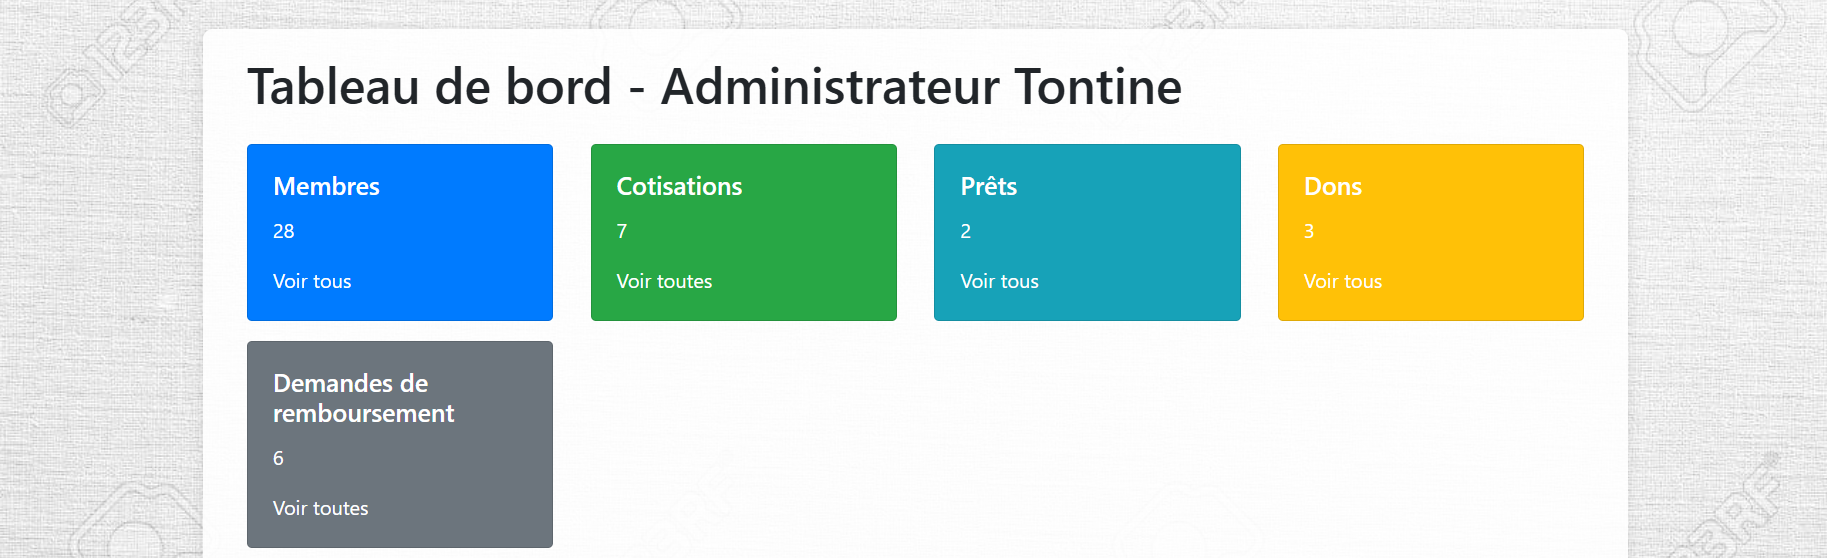 Tableau de bord - Administrateur Tontine
Membres
28
Voir tous
Cotisations
7
Voir toutes
Prêts
2
Voir tous
Dons
3
Voir tous
Demandes de
remboursement
6
Voir toutes
123RF